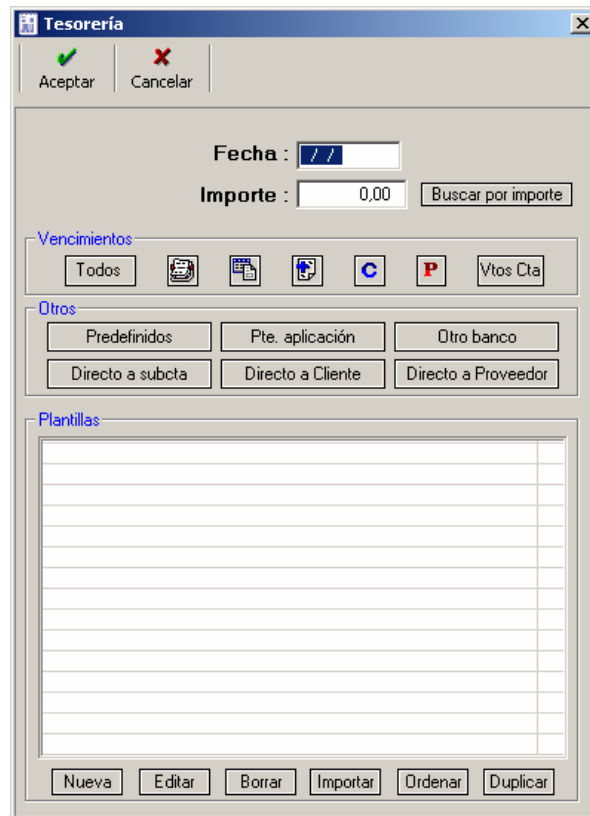 Tesorería
Aceptar Cancelar
Fecha : / /
Importe : 0,00 Buscar por importe
Vencimientos
Todos C P Vtos Cta
Otros
Predefinidos Pte. aplicación Otro banco
Directo a subcta Directo a Cliente Directo a Proveedor
Plantillas
Nueva Editar Borrar Importar Ordenar Duplicar